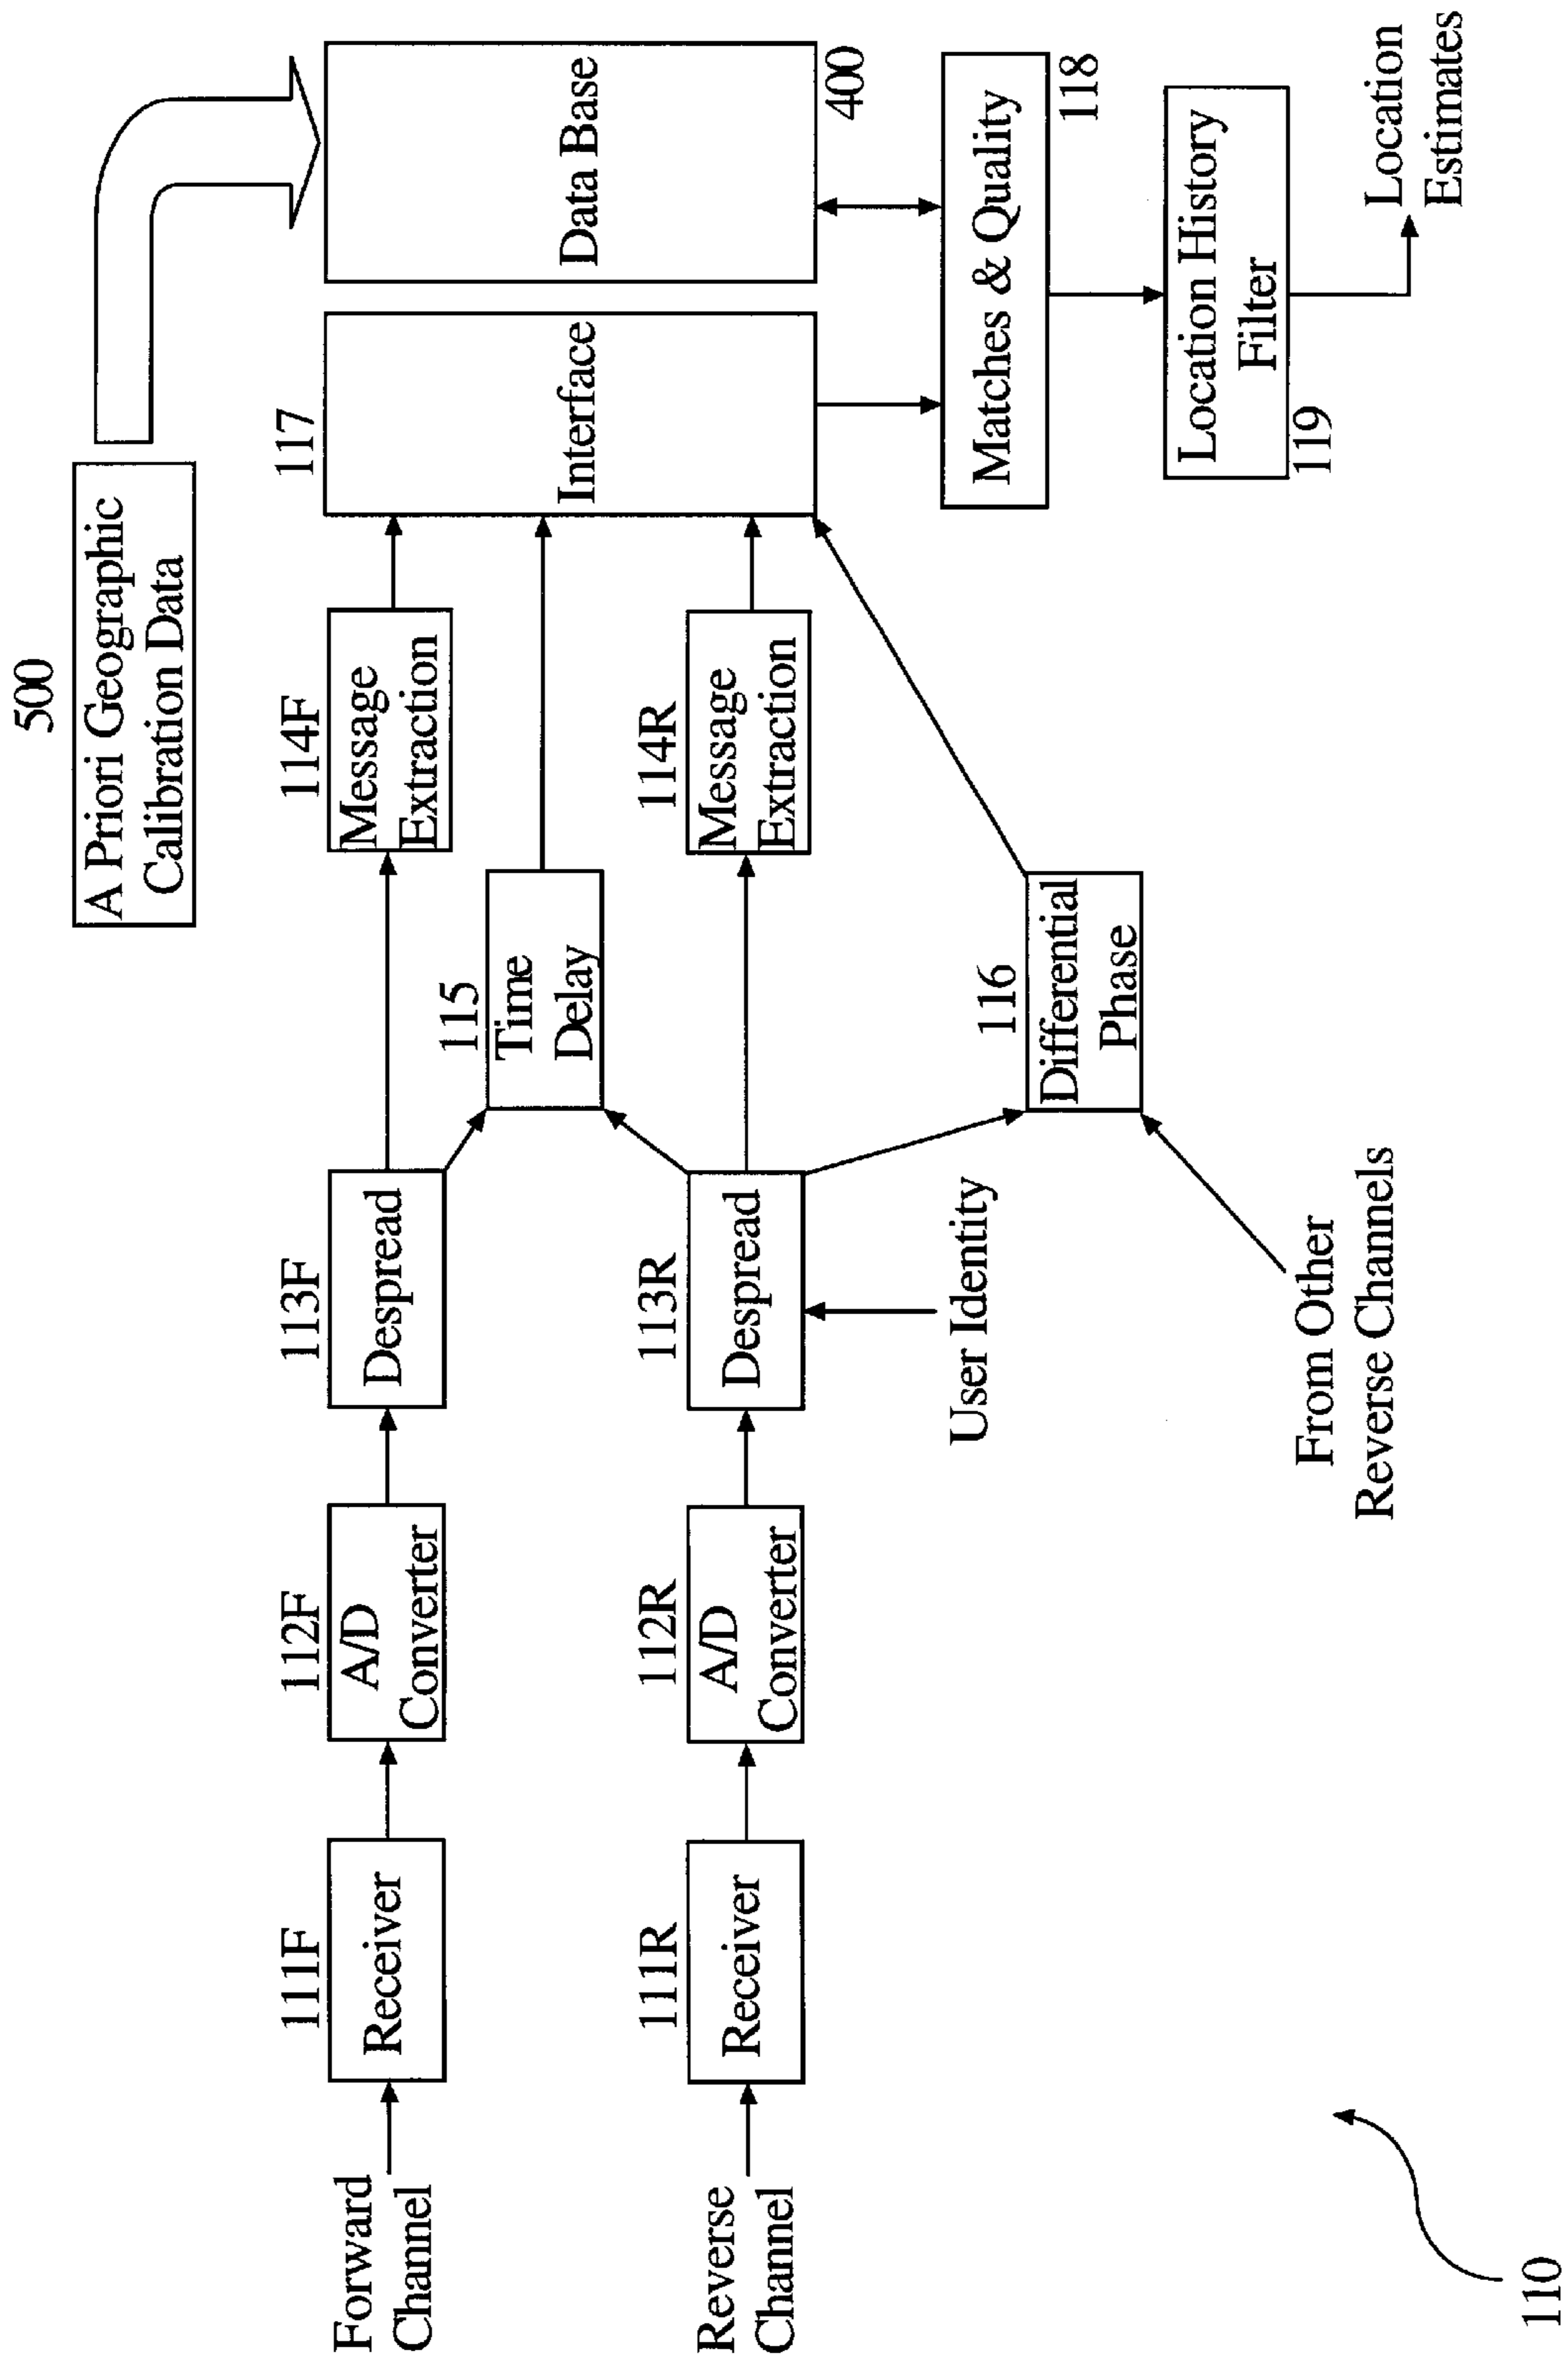 500
A Priori Geographic
Calibration Data
Forward
Channel
111F
Receiver
112F
A/D
Converter
113F
Despread
114F
Message
Extraction
115
Time
Delay
117
Interface
Data Base
400
Reverse
Channel
111R
Receiver
112R
A/D
Converter
113R
Despread
114R
Message
Extraction
User Identity
116
Differential
Phase
From Other
Reverse Channels
Matches & Quality
118
Location History
Filter
119
Location
Estimates
110